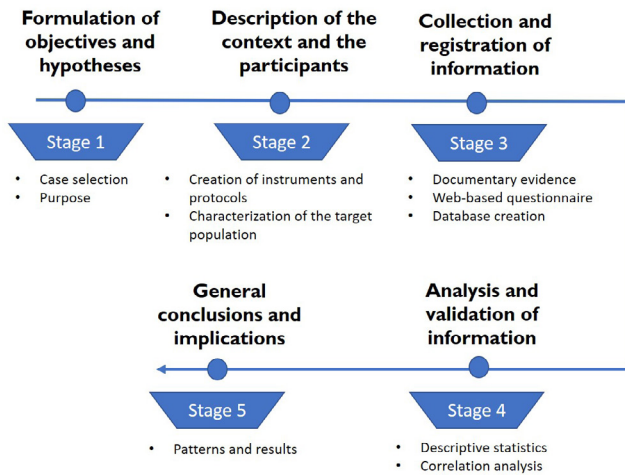 Formulation of
objectives and
hypotheses
Stage 1
• Case selection
• Purpose
Description of the
context and the
participants
Stage 2
• Creation of instruments and
protocols
• Characterization of the target
population
Collection and
registration of
information
Stage 3
• Documentary evidence
• Web-based questionnaire
• Database creation
Analysis and
validation of
information
Stage 4
• Descriptive statistics
• Correlation analysis
General
conclusions and
implications
Stage 5
• Patterns and results